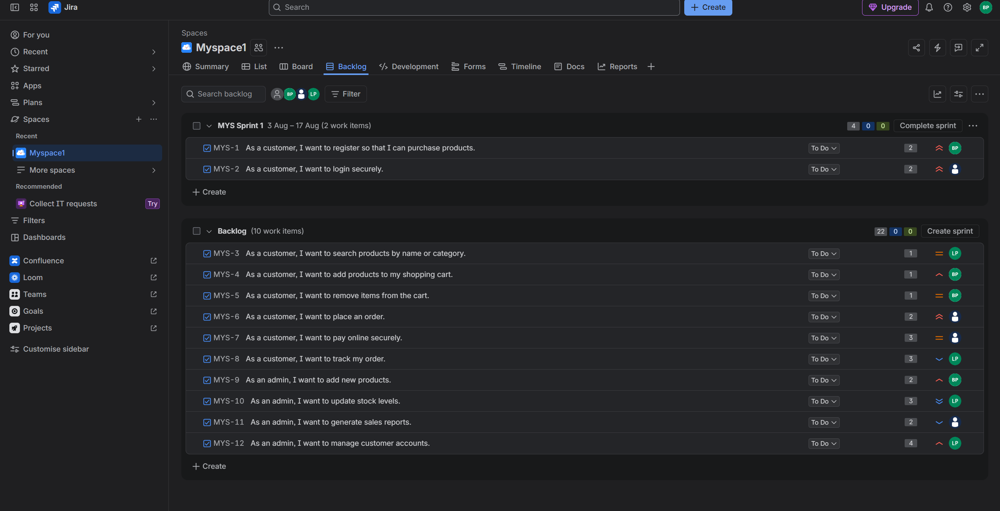 Jira
Search
Create
Upgrade
BP
For you
Recent
Starred
Apps
Plans
Spaces
Recent
Myspace1
More spaces
Recommended
Collect IT requests Try
Filters
Dashboards
Confluence
Loom
Teams
Goals
Projects
Customise sidebar
Spaces
Myspace1
Summary List Board Backlog Development Forms Timeline Docs Reports
Search backlog BP LP Filter
MYS Sprint 1 3 Aug – 17 Aug (2 work items) 4 0 0 Complete sprint
MYS-1 As a customer, I want to register so that I can purchase products. To Do 2 BP
MYS-2 As a customer, I want to login securely. To Do 2
Create
Backlog (10 work items) 22 0 0 Create sprint
MYS-3 As a customer, I want to search products by name or category. To Do 1 LP
MYS-4 As a customer, I want to add products to my shopping cart. To Do 1 BP
MYS-5 As a customer, I want to remove items from the cart. To Do 1 BP
MYS-6 As a customer, I want to place an order. To Do 2
MYS-7 As a customer, I want to pay online securely. To Do 3
MYS-8 As a customer, I want to track my order. To Do 3 LP
MYS-9 As an admin, I want to add new products. To Do 2 BP
MYS-10 As an admin, I want to update stock levels. To Do 3 LP
MYS-11 As an admin, I want to generate sales reports. To Do 2
MYS-12 As an admin, I want to manage customer accounts. To Do 4 LP
Create